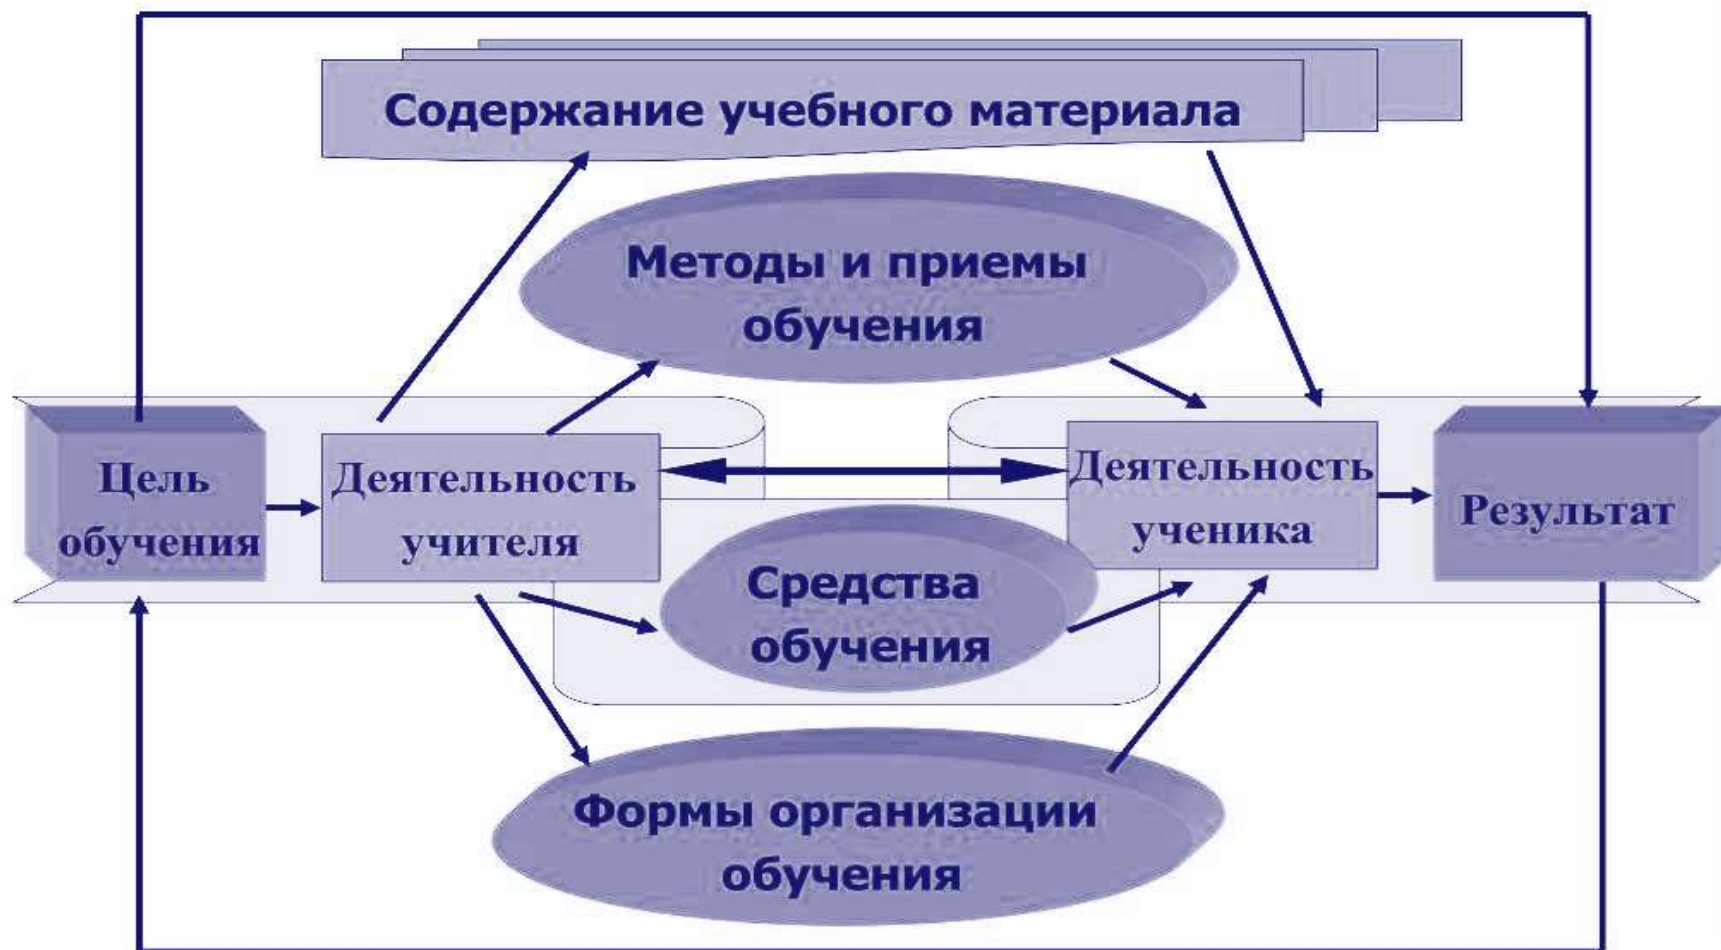 Содержание учебного материала
Методы и приемы
обучения
Цель
обучения
Деятельность
учителя
Деятельность
ученика
Результат
Средства
обучения
Формы организации
обучения